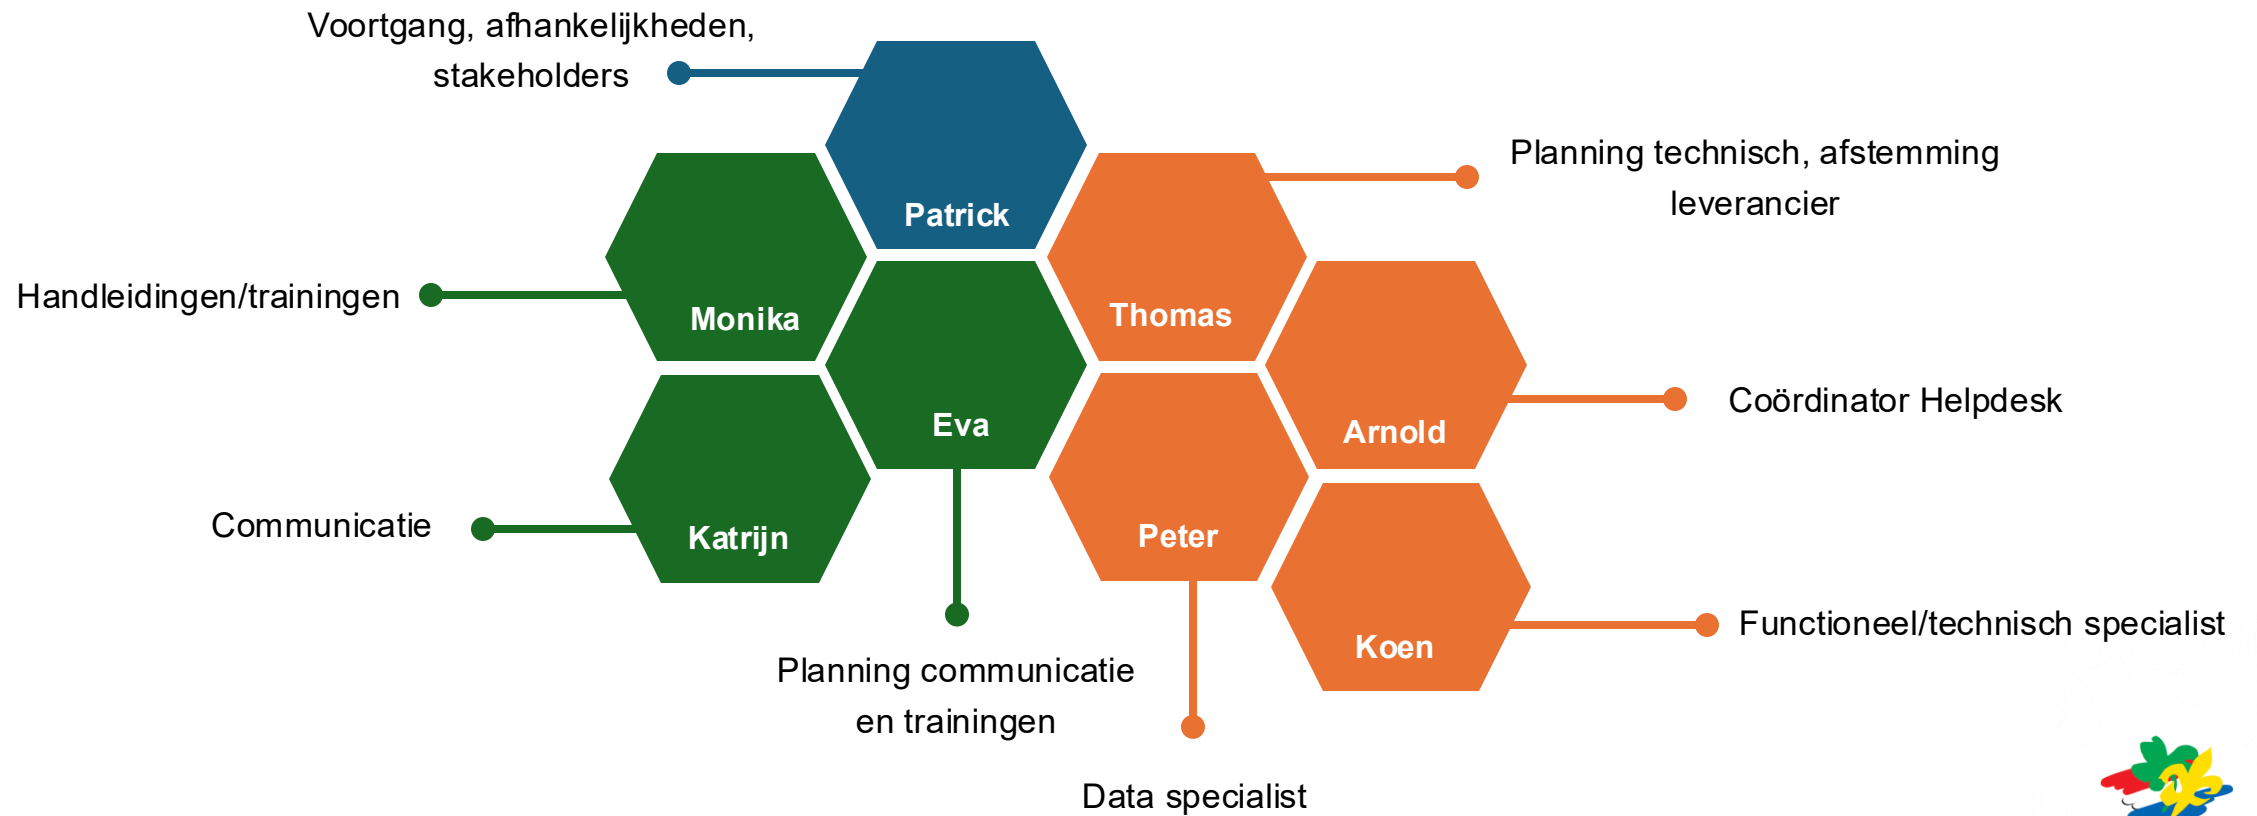 Voortgang, afhankelijkheden,
stakeholders
Patrick
Planning technisch, afstemming
leverancier
Thomas
Handleidingen/trainingen
Monika
Eva
Arnold
Coördinator Helpdesk
Communicatie
Katrijn
Peter
Koen
Functioneel/technisch specialist
Planning communicatie
en trainingen
Data specialist